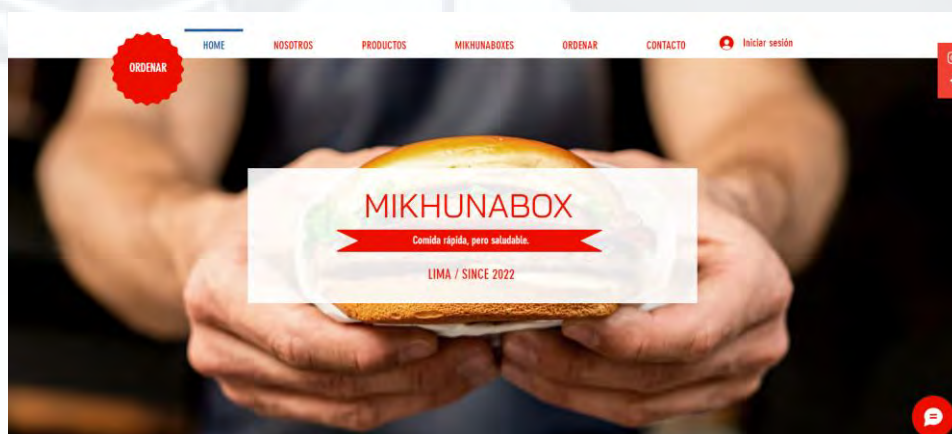 HOME NOSOTROS PRODUCTOS MIKHUNABOXES ORDENAR CONTACTO Iniciar sesión
ORDENAR
MIKHUNABOX
Comida rápida, pero saludable.
LIMA / SINCE 2022